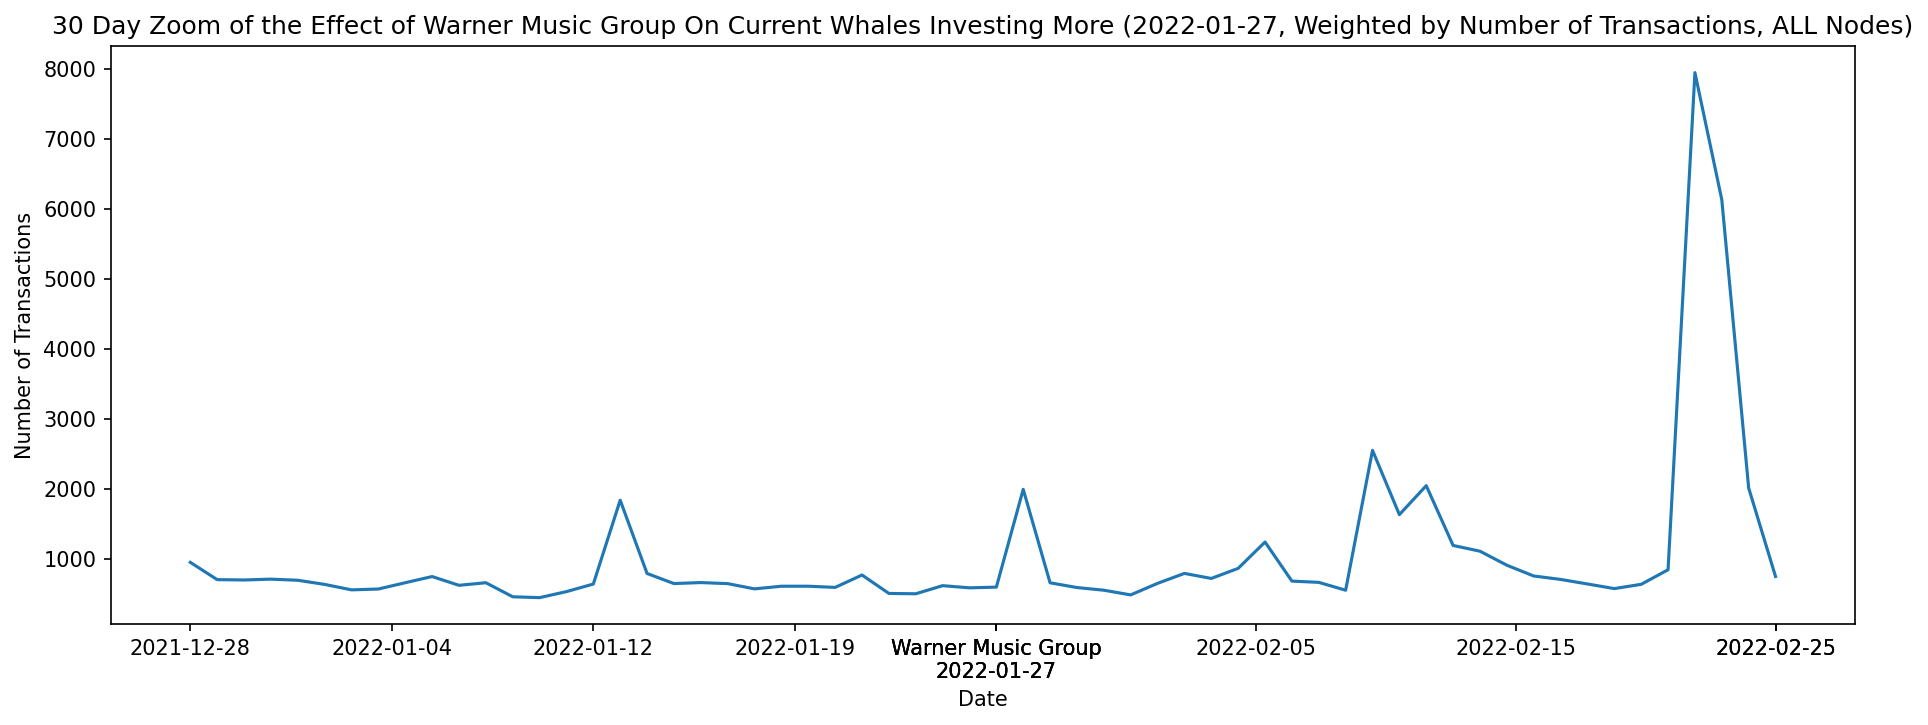 30 Day Zoom of the Effect of Warner Music Group On Current Whales Investing More (2022-01-27, Weighted by Number of Transactions, ALL Nodes)
Number of Transactions
8000
7000
6000
5000
4000
3000
2000
1000
2021-12-28 2022-01-04 2022-01-12 2022-01-19 Warner Music Group 2022-02-05 2022-02-15 2022-02-25
2022-01-27
Date